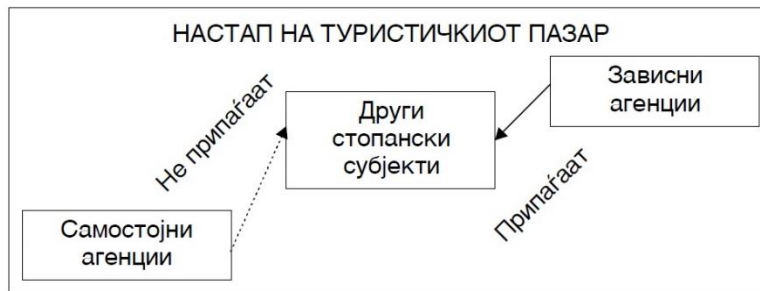 НАСТАП НА ТУРИСТИЧКИОТ ПАЗАР
Зависни
агенции
Не припаѓаат
Други
стопански
субјекти
Припаѓаат
Самостојни
агенции